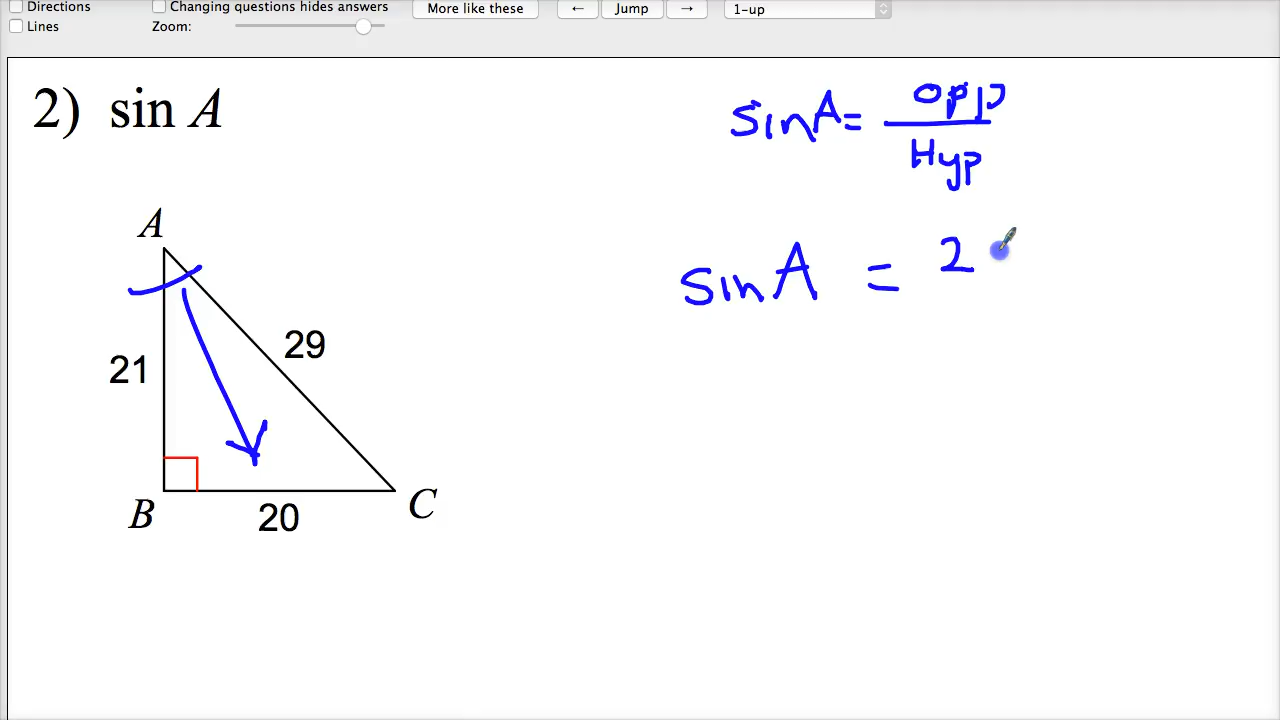 Directions
Changing questions hides answers
More like these
←
Jump
→
1-up
Lines
Zoom:
2) sin A
sinA = opp
Hyp
A
sin A = 2
29
21
B
C
20